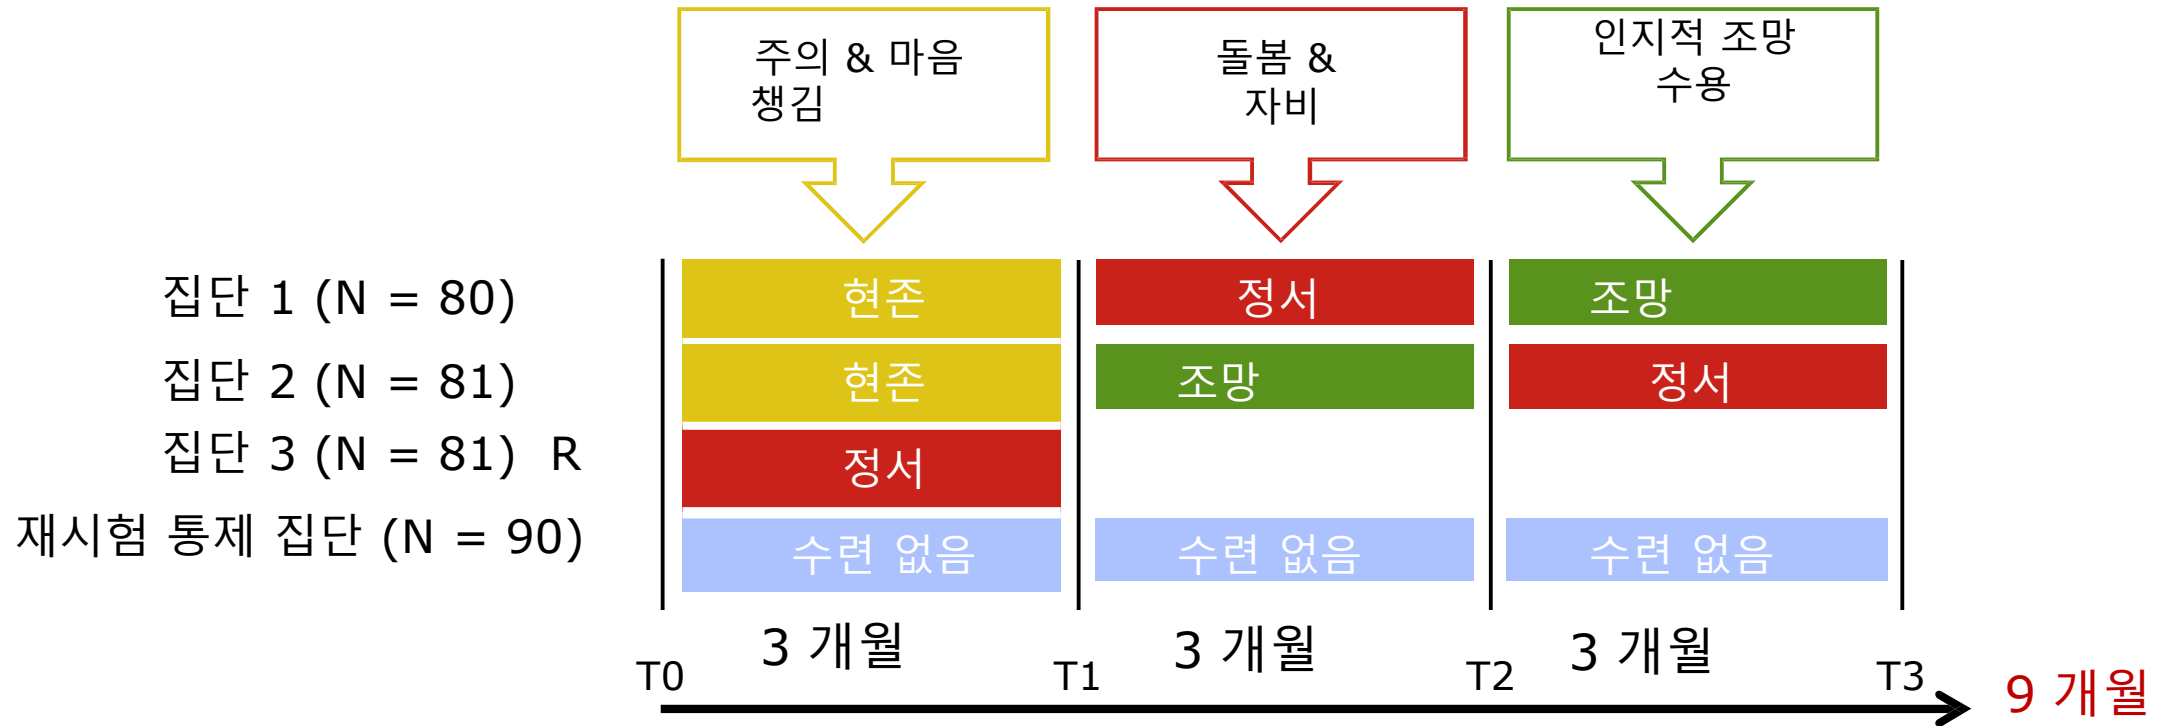 주의 & 마음
챙김
돌봄 &
자비
인지적 조망
수용
집단 1 (N = 80)
현존
정서
조망
집단 2 (N = 81)
현존
조망
정서
집단 3 (N = 81) R
정서
재시험 통제 집단 (N = 90)
수련 없음
수련 없음
수련 없음
3 개월
3 개월
3 개월
T0
T1
T2
T3
9 개월